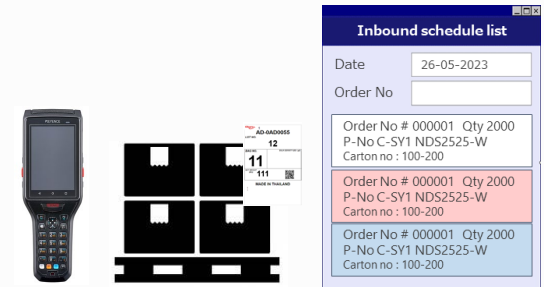 KEYENCE
AD-0AD0055
12
11
111
MADE IN THAILAND
Inbound schedule list
Date
26-05-2023
Order No
Order No # 000001 Qty 2000
P-No C-SY1 NDS2525-W
Carton no : 100-200
Order No # 000001 Qty 2000
P-No C-SY1 NDS2525-W
Carton no : 100-200
Order No # 000001 Qty 2000
P-No C-SY1 NDS2525-W
Carton no : 100-200